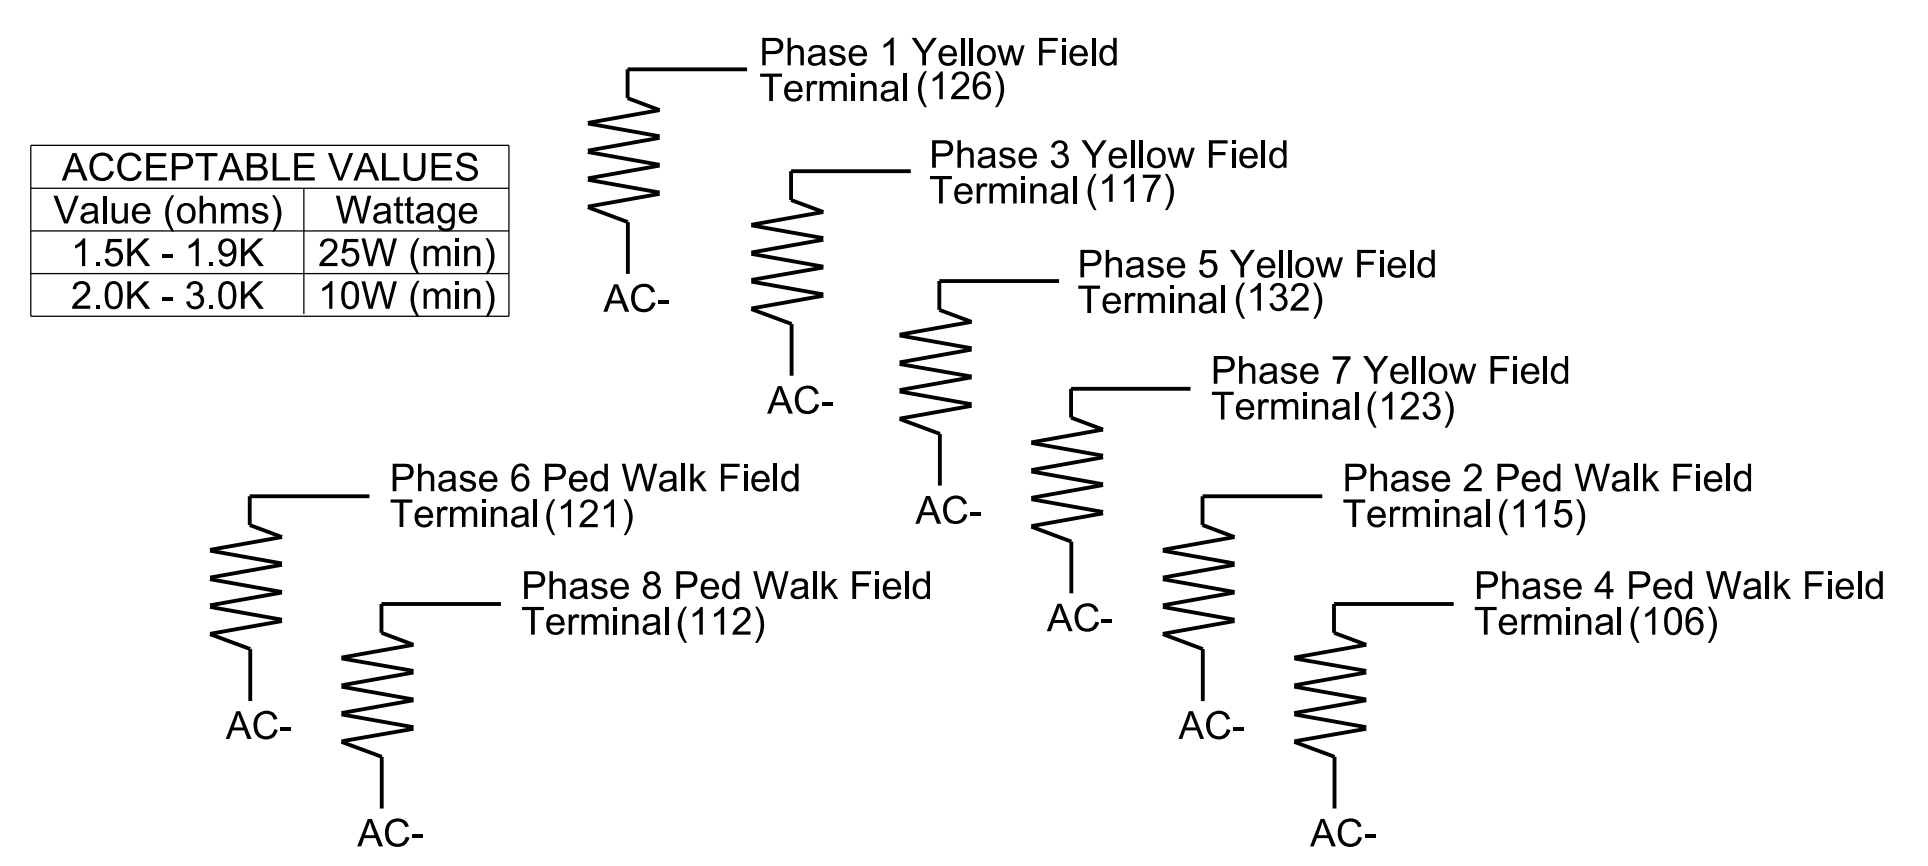 Phase 1 Yellow Field
Terminal (126)
AC-
ACCEPTABLE VALUES
Value (ohms) Wattage
1.5K - 1.9K 25W (min)
2.0K - 3.0K 10W (min)
Phase 3 Yellow Field
Terminal (117)
AC-
Phase 5 Yellow Field
Terminal (132)
AC-
Phase 7 Yellow Field
Terminal (123)
AC-
Phase 6 Ped Walk Field
Terminal (121)
AC-
Phase 8 Ped Walk Field
Terminal (112)
AC-
Phase 2 Ped Walk Field
Terminal (115)
AC-
Phase 4 Ped Walk Field
Terminal (106)
AC-